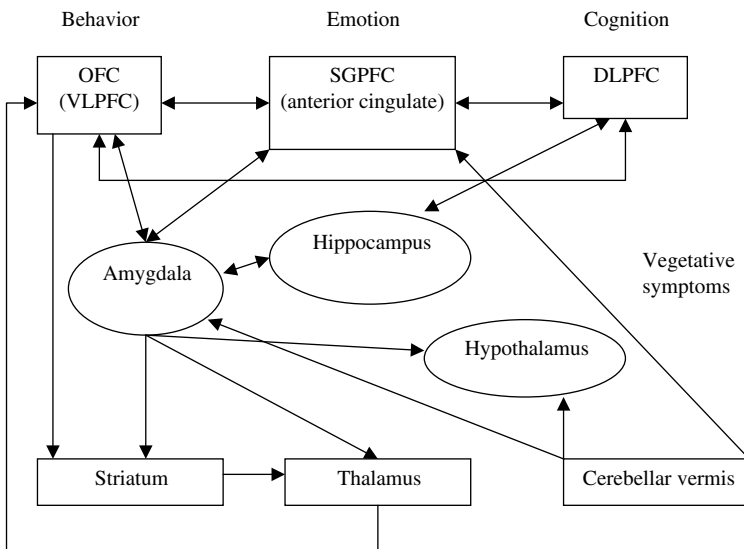 Behavior
Emotion
Cognition
OFC
(VLPFC)
SGPFC
(anterior cingulate)
DLPFC
Hippocampus
Amygdala
Vegetative
symptoms
Hypothalamus
Striatum
Thalamus
Cerebellar vermis